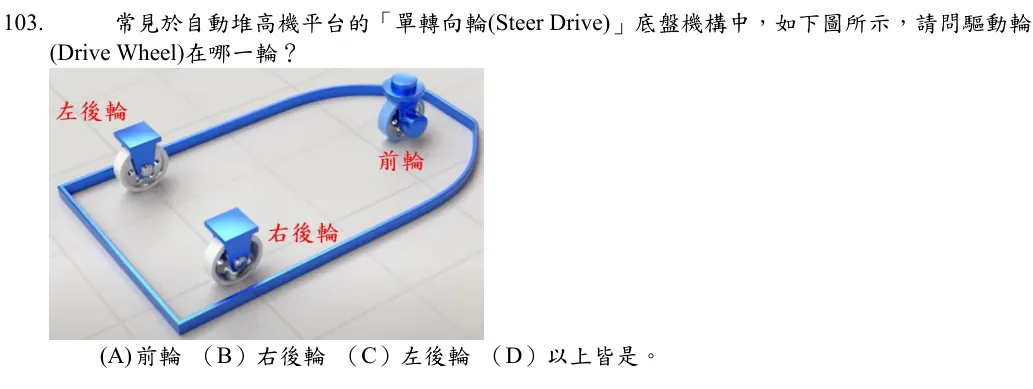 103. 常見於自動堆高機平台的「單轉向輪(Steer Drive)」底盤機構中，如下圖所示，請問驅動輪
(Drive Wheel)在哪一輪？
左後輪
前輪
右後輪
(A)前輪 （B）右後輪 （C）左後輪 （D）以上皆是。